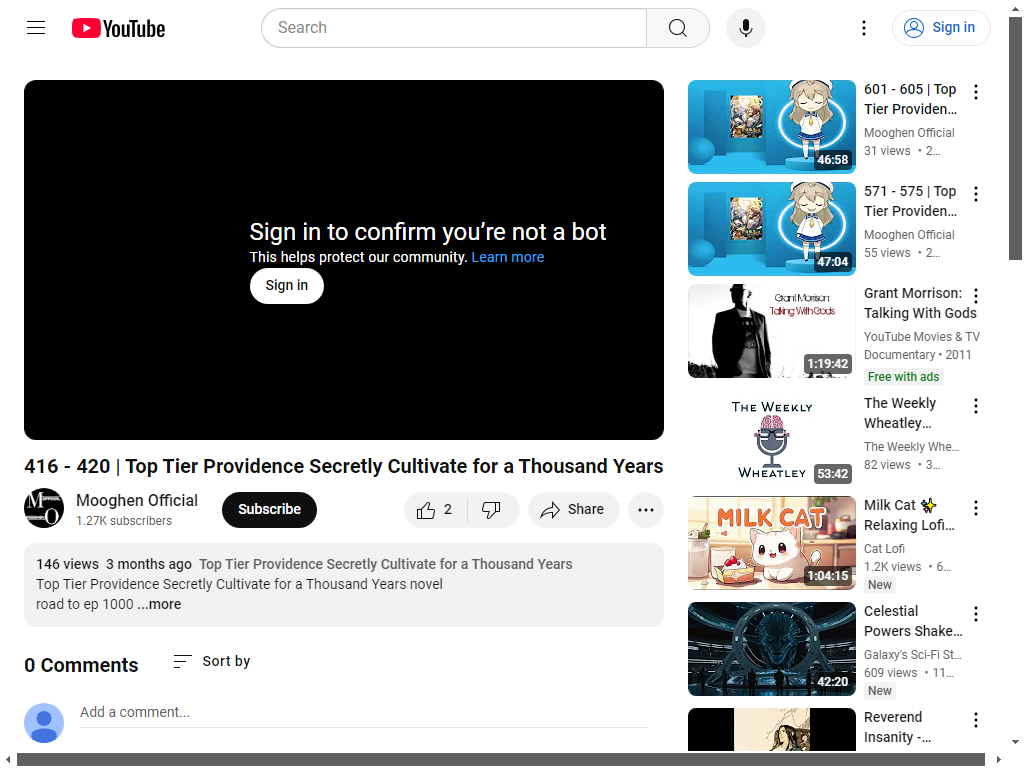 YouTube
Search
Sign in
Sign in to confirm you're not a bot
This helps protect our community. Learn more
Sign in
416 - 420 | Top Tier Providence Secretly Cultivate for a Thousand Years
Mooghen Official
1.27K subscribers
Subscribe
2
Share
146 views 3 months ago Top Tier Providence Secretly Cultivate for a Thousand Years
Top Tier Providence Secretly Cultivate for a Thousand Years novel
road to ep 1000 ...more
0 Comments
Sort by
Add a comment...
46:58
601 - 605 | Top
Tier Providen...
Mooghen Official
31 views • 2...
47:04
571 - 575 | Top
Tier Providen...
Mooghen Official
55 views • 2...
Grant Morrison:
Talking With Gods
1:19:42
Grant Morrison:
Talking With Gods
YouTube Movies & TV
Documentary • 2011
Free with ads
The Weekly
Wheatley
53:42
The Weekly
Wheatley...
The Weekly Whe...
82 views • 3...
MILK CAT
1:04:15
Milk Cat ✨
Relaxing Lofi...
Cat Lofi
1.2K views • 6...
New
42:20
Celestial
Powers Shake...
Galaxy's Sci-Fi St...
609 views • 11...
New
Reverend
Insanity -...